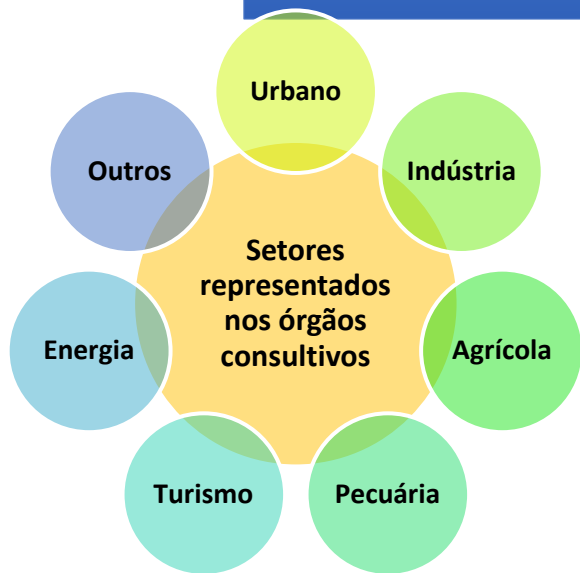 Urbano
Outros
Indústria
Setores
representados
nos órgãos
consultivos
Energia
Agrícola
Turismo
Pecuária